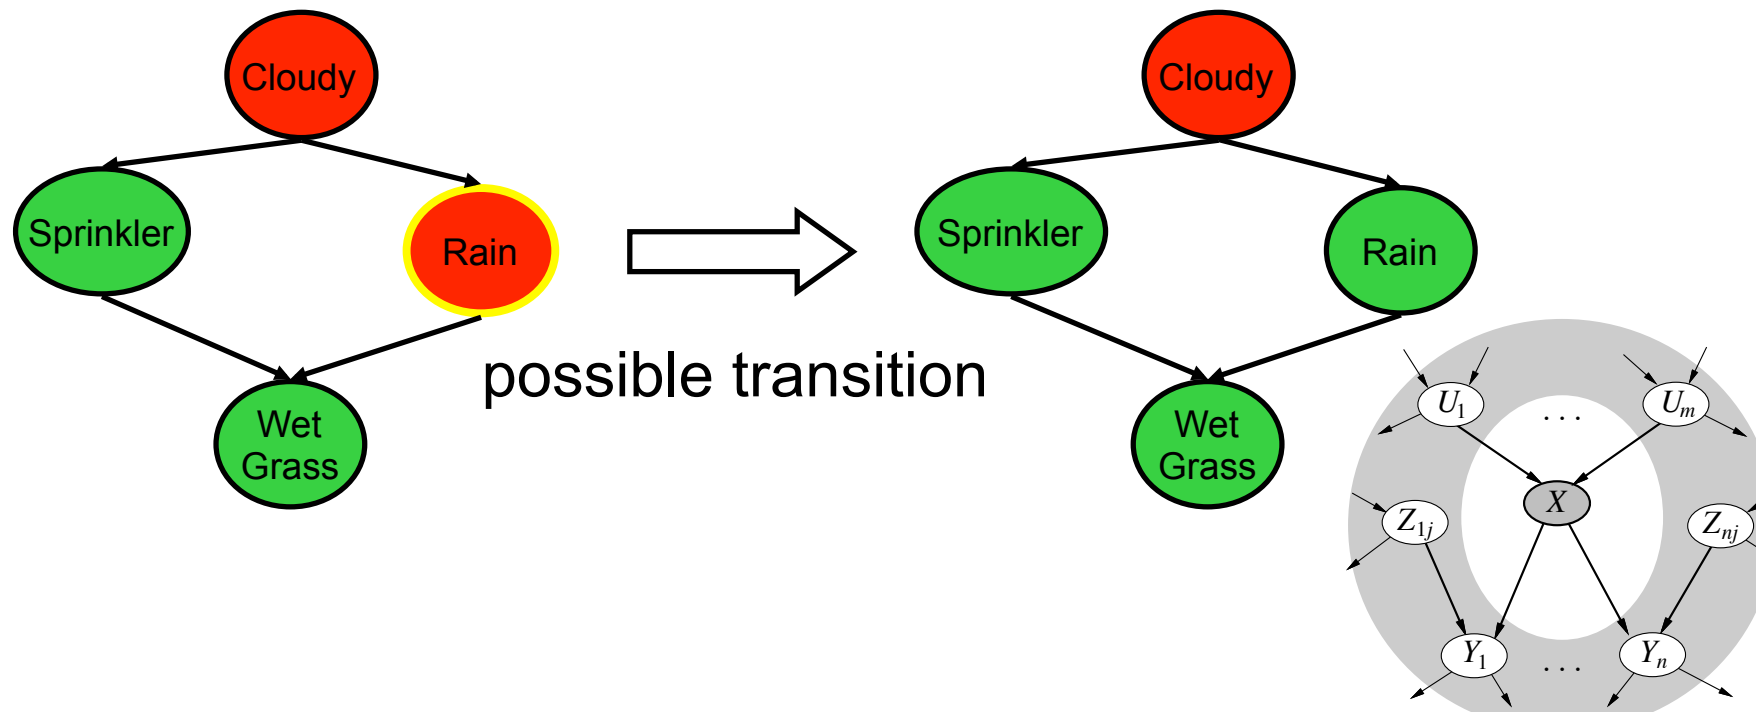 Cloudy
Sprinkler
Rain
Wet
Grass
possible transition
Cloudy
Sprinkler
Rain
Wet
Grass
U1 . . . Um
X
Z1j Znj
Y1 . . . Yn